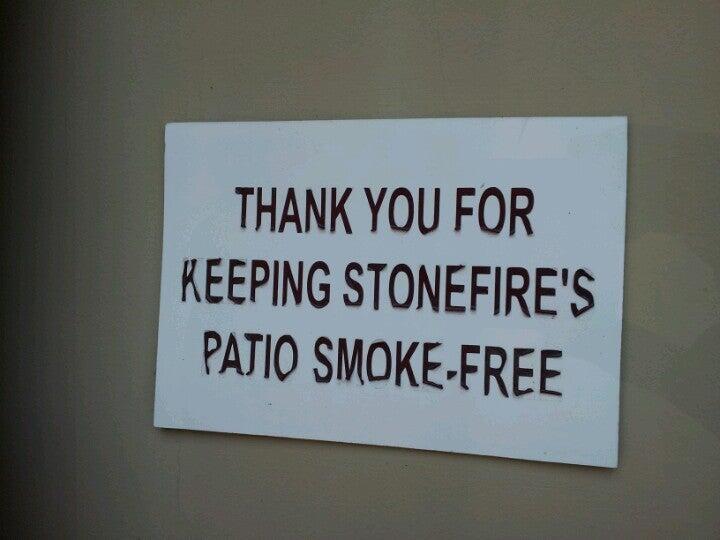 THANK YOU FOR
KEEPING STONEFIRE'S
PATIO SMOKE-FREE